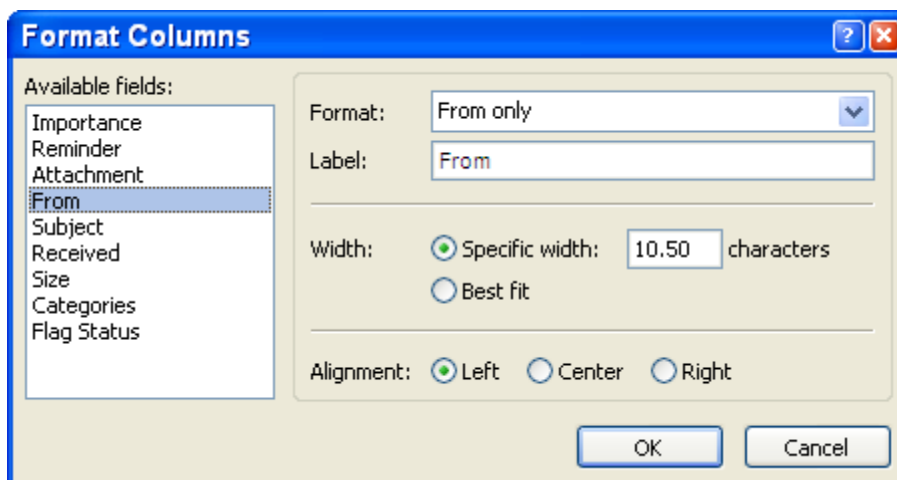 Format Columns
Available fields:
Importance
Reminder
Attachment
From
Subject
Received
Size
Categories
Flag Status
Format: From only
Label: From
Width: Specific width: 10.50 characters
Best fit
Alignment: Left Center Right
OK Cancel